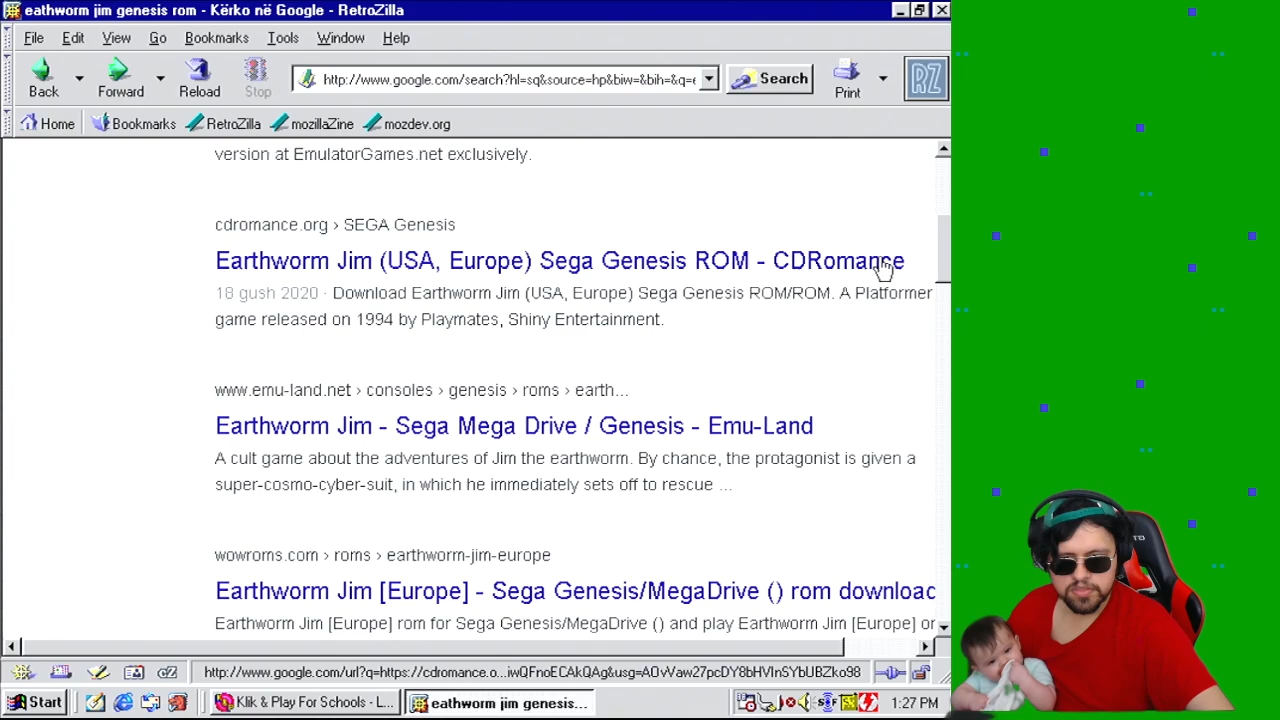 eathworm jim genesis rom - Kërko në Google - RetroZilla
File Edit View Go Bookmarks Tools Window Help
Back Forward Reload Stop http://www.google.com/search?hl=sq&source=hp&biw=&bih=&q=e Search Print RZ
Home Bookmarks RetroZilla mozillaZine mozdev.org
version at EmulatorGames.net exclusively.
cdromance.org › SEGA Genesis
Earthworm Jim (USA, Europe) Sega Genesis ROM - CDRomance
18 gush 2020 · Download Earthworm Jim (USA, Europe) Sega Genesis ROM/ROM. A Platformer
game released on 1994 by Playmates, Shiny Entertainment.
www.emu-land.net › consoles › genesis › roms › earth...
Earthworm Jim - Sega Mega Drive / Genesis - Emu-Land
A cult game about the adventures of Jim the earthworm. By chance, the protagonist is given a
super-cosmo-cyber-suit, in which he immediately sets off to rescue ...
wowroms.com › roms › earthworm-jim-europe
Earthworm Jim [Europe] - Sega Genesis/MegaDrive () rom download
Earthworm Jim [Europe] rom for Sega Genesis/MegaDrive () and play Earthworm Jim [Europe] or
http://www.google.com/url?q=https://cdromance.o...iwQFnoECAkQAg&usg=AOvVaw27pcDY8bHVInSYbUBZko98
Start Klik & Play For Schools - L... eathworm jim genesis... 1:27 PM